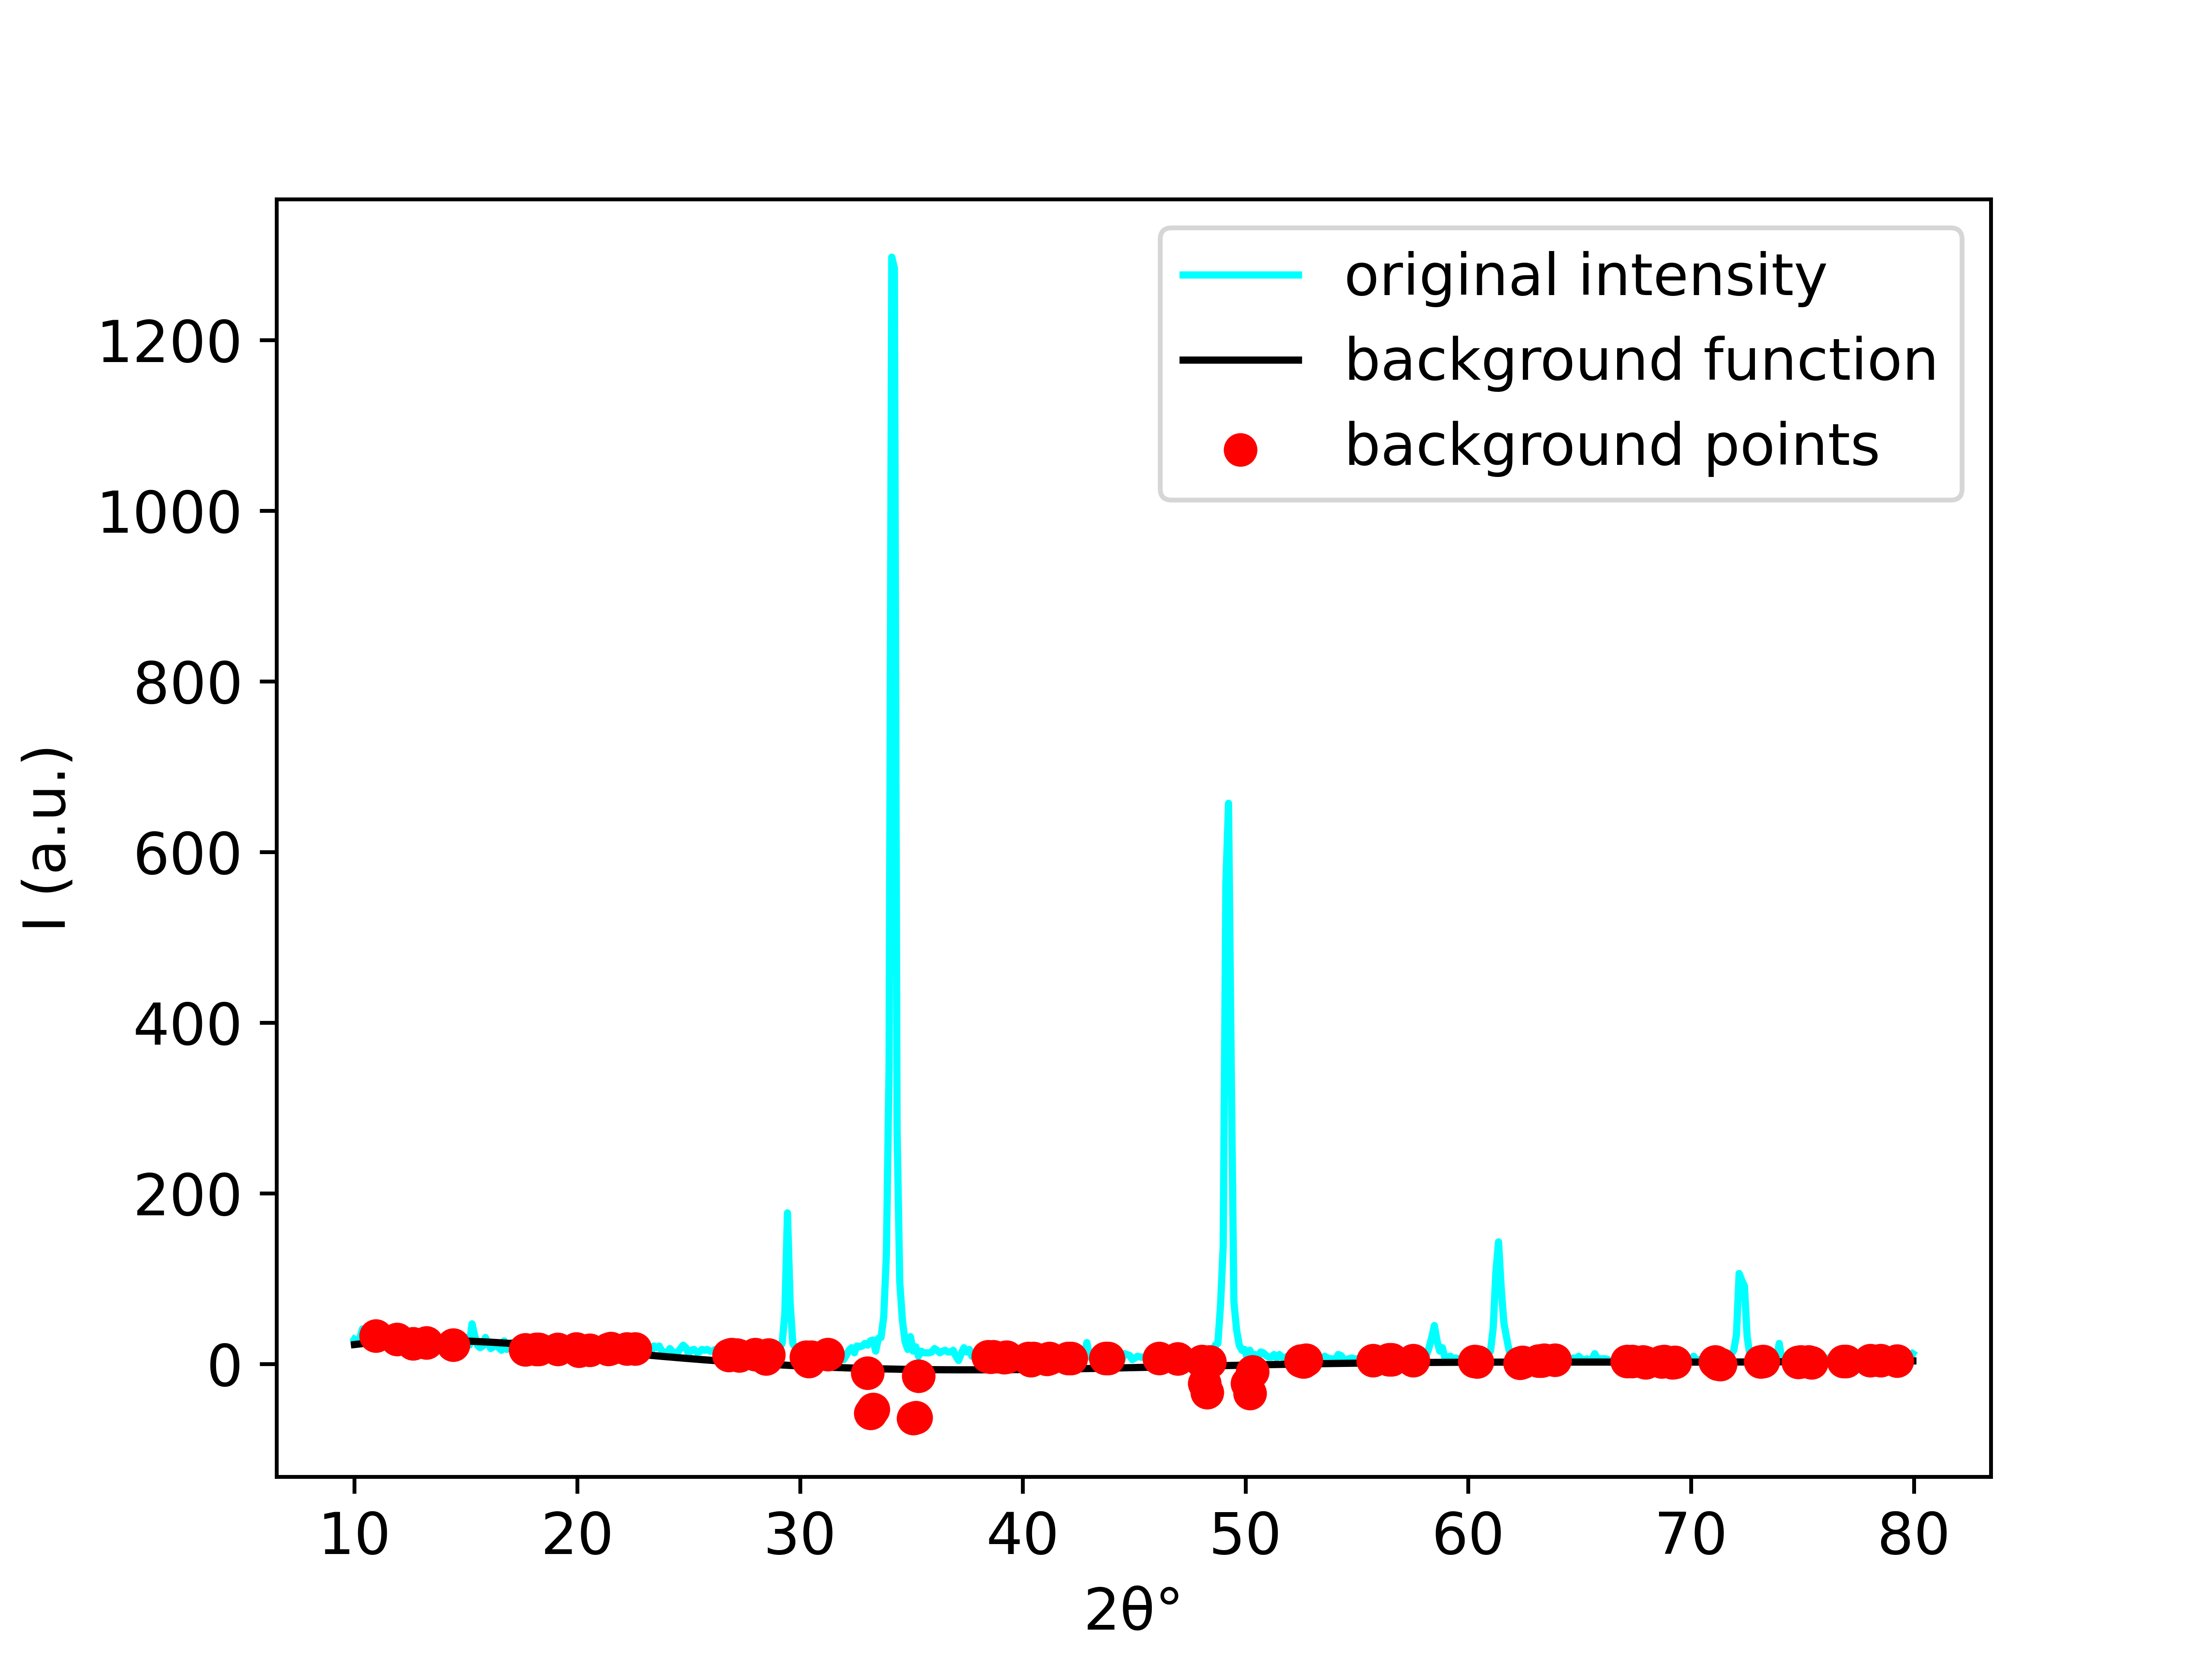 original intensity
background function
background points
1200
1000
800
600
400
200
0
I (a.u.)
10 20 30 40 50 60 70 80
2θ°